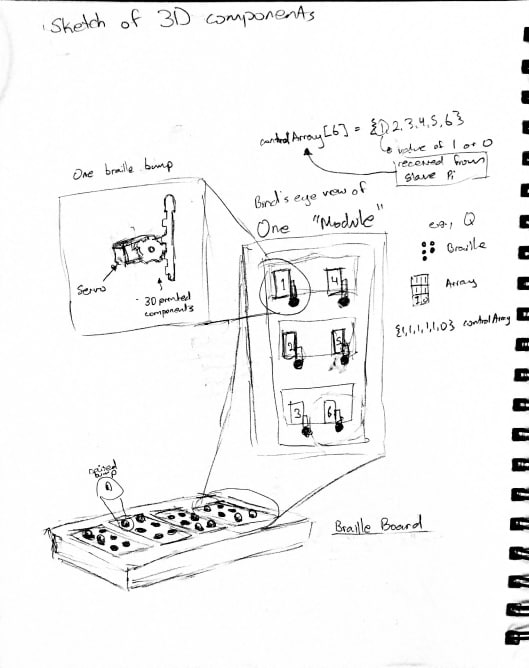 Sketch of 3D components
controlArray[6] = {1,2,3,4,5,6}
value of 1 or 0
received from
Slave Pi
One braille bump
Servo
3D printed
components
Bird's eye view of
One "Module"
1
4
2
5
3
6
e.g., Q
Braille
Array
{1,1,1,1,1,0} controlArray
raised
bump
Braille Board